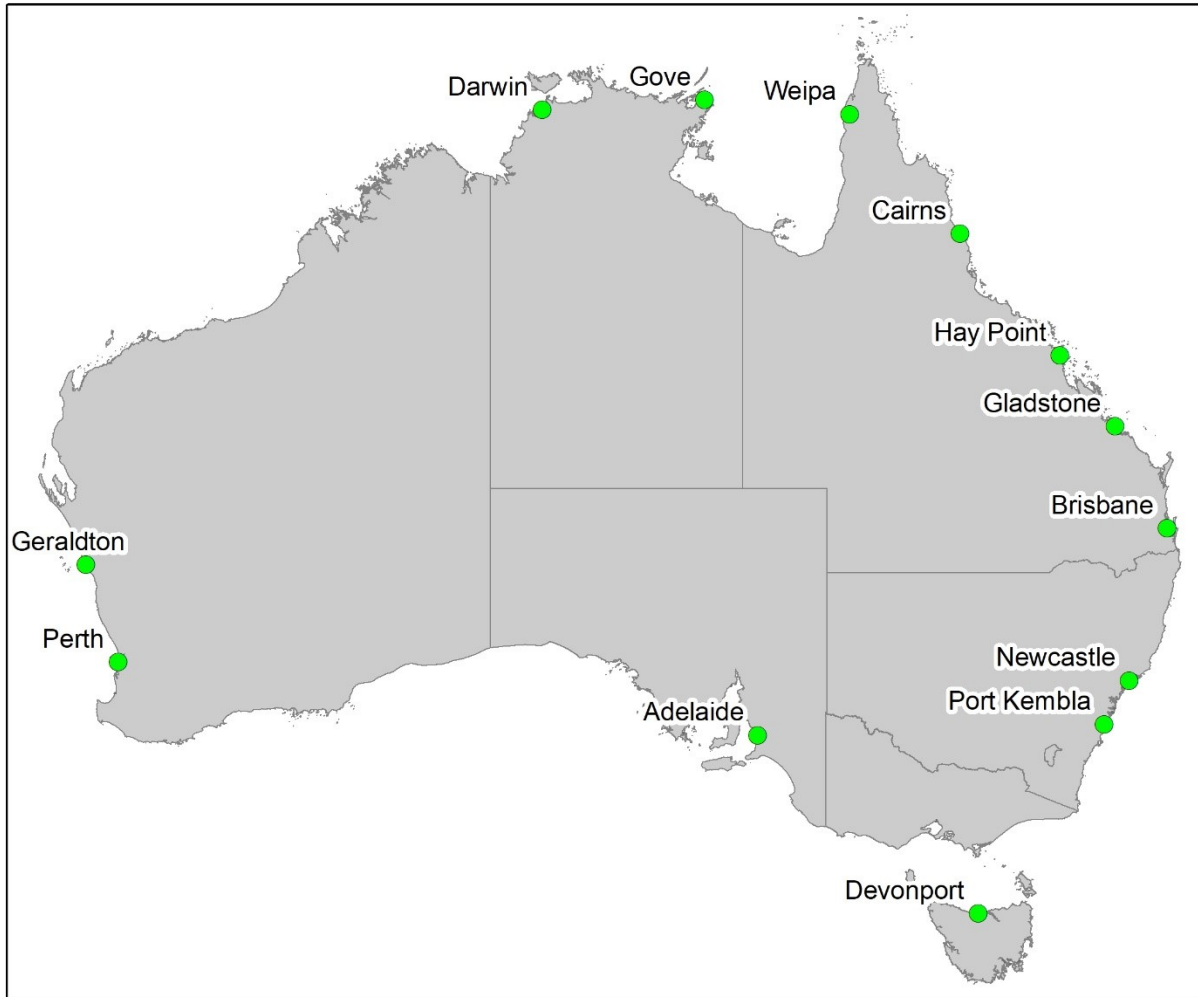 Darwin
Gove
Weipa
Cairns
Hay Point
Gladstone
Brisbane
Geraldton
Perth
Newcastle
Port Kembla
Adelaide
Devonport